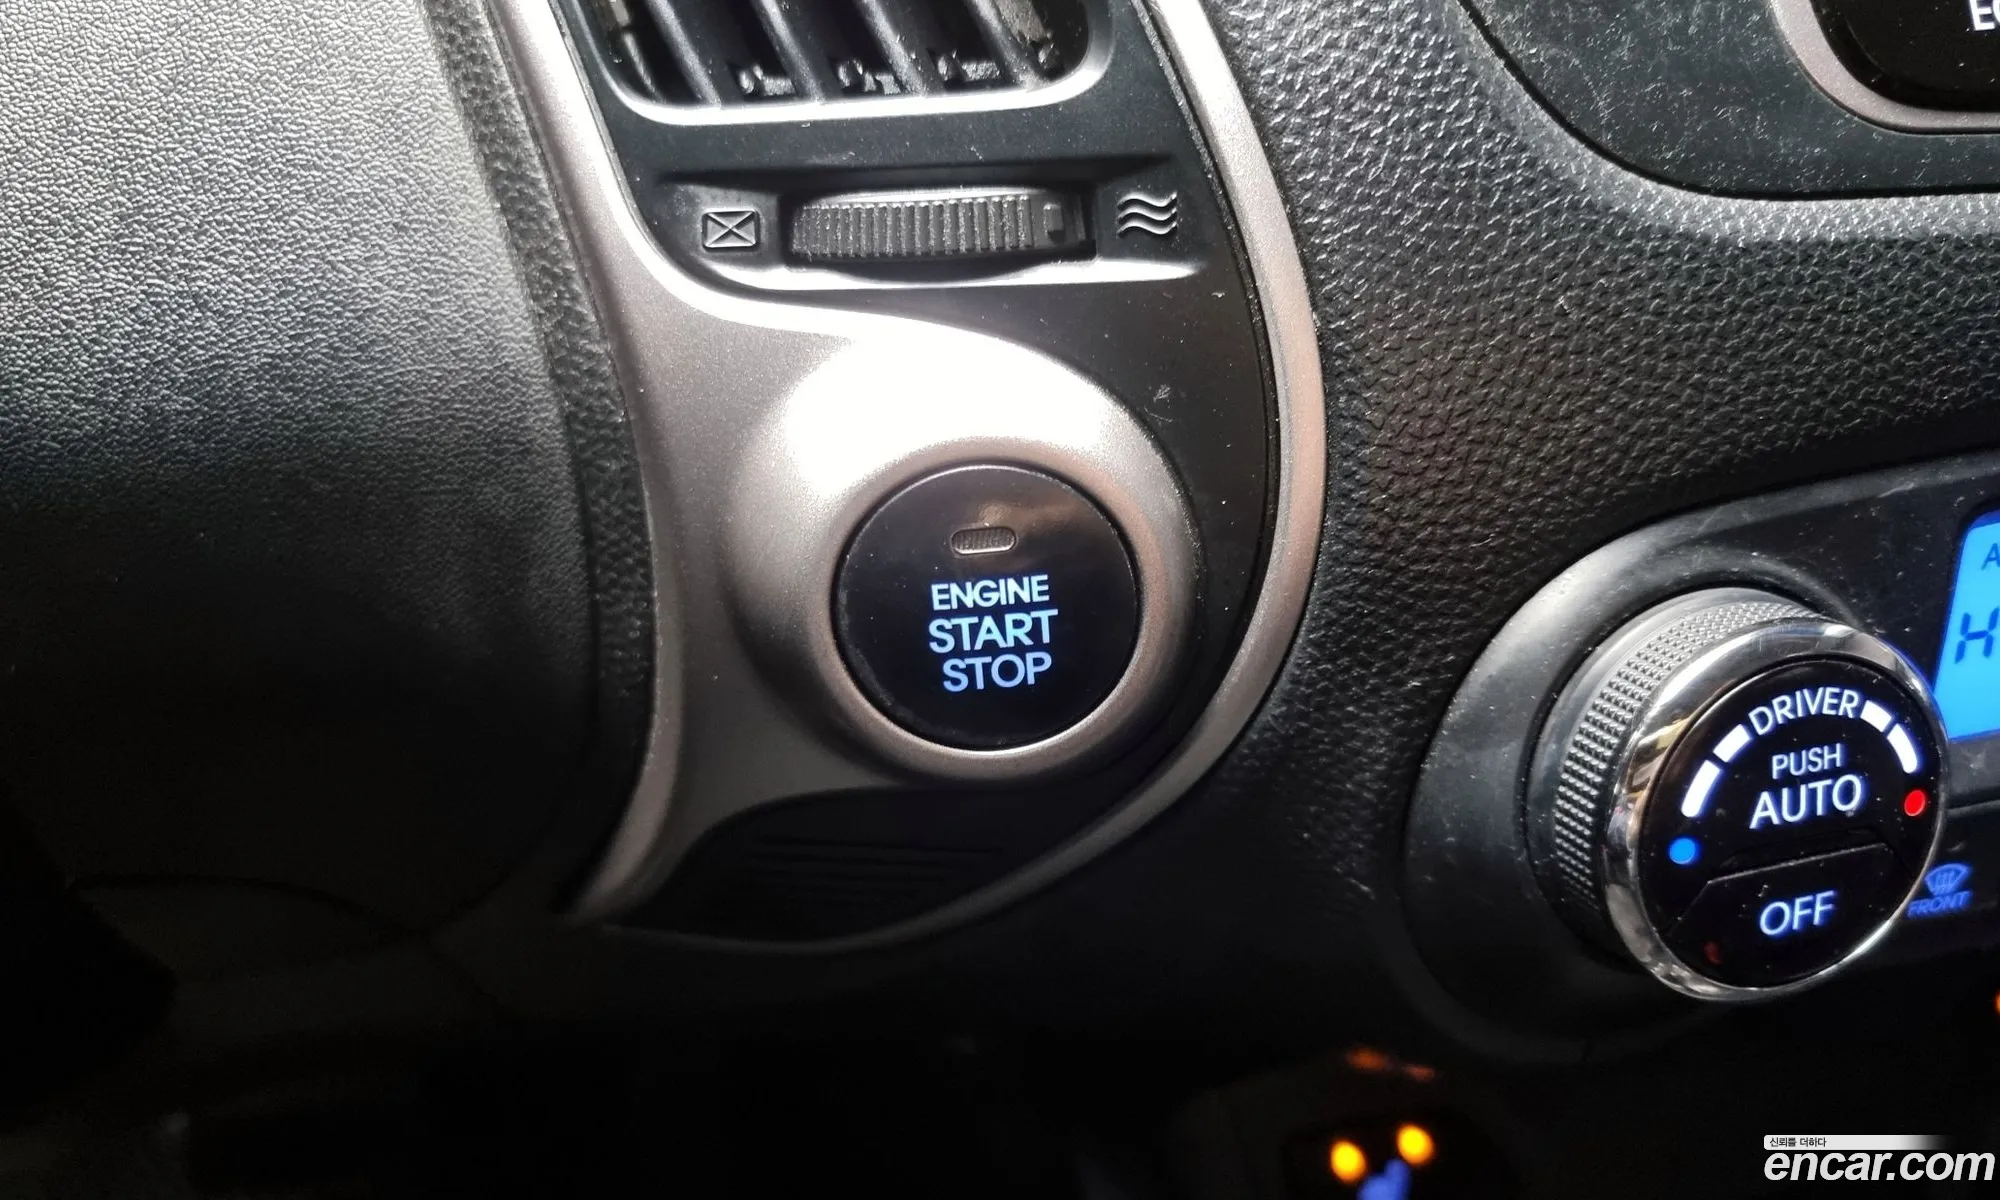 ENGINE
START
STOP
DRIVER
PUSH
AUTO
OFF
FRONT
신뢰를 더하다
encar.com